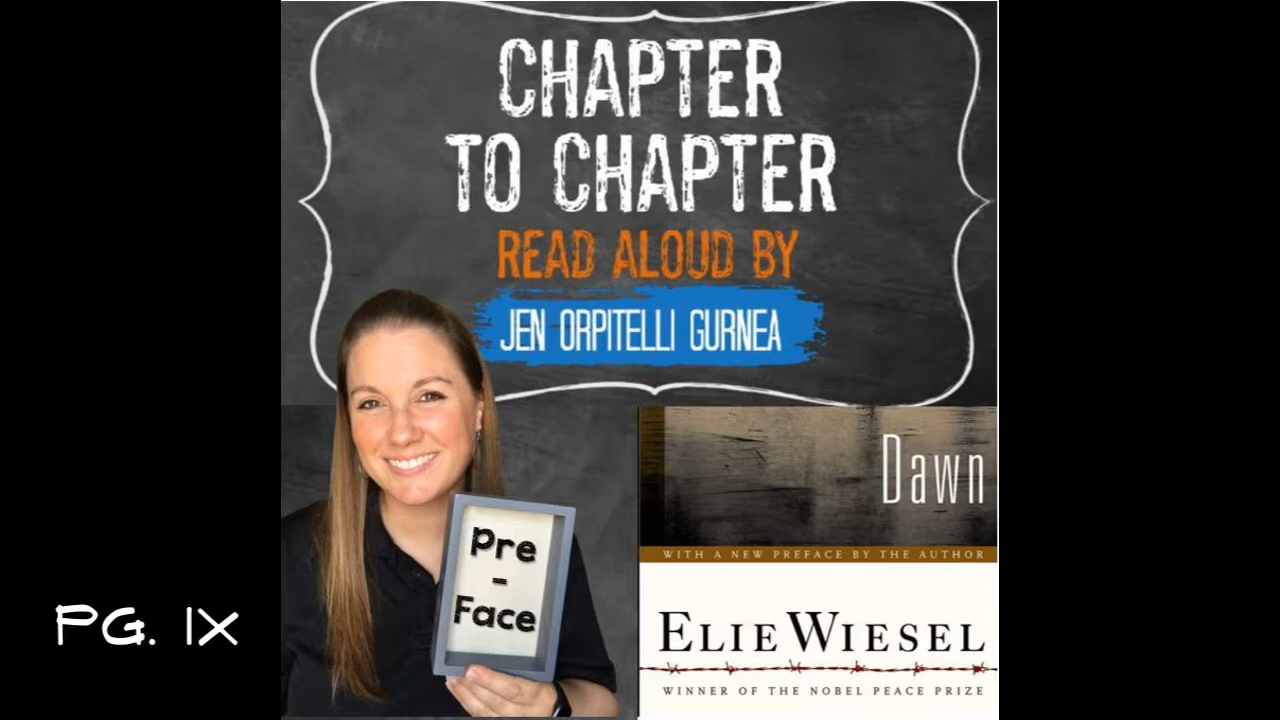 CHAPTER
TO CHAPTER
READ ALOUD BY
JEN ORPITELLI GURNEA
Pre
-
Face
PG. IX
Dawn
WITH A NEW PREFACE BY THE AUTHOR
ELIE WIESEL
WINNER OF THE NOBEL PEACE PRIZE